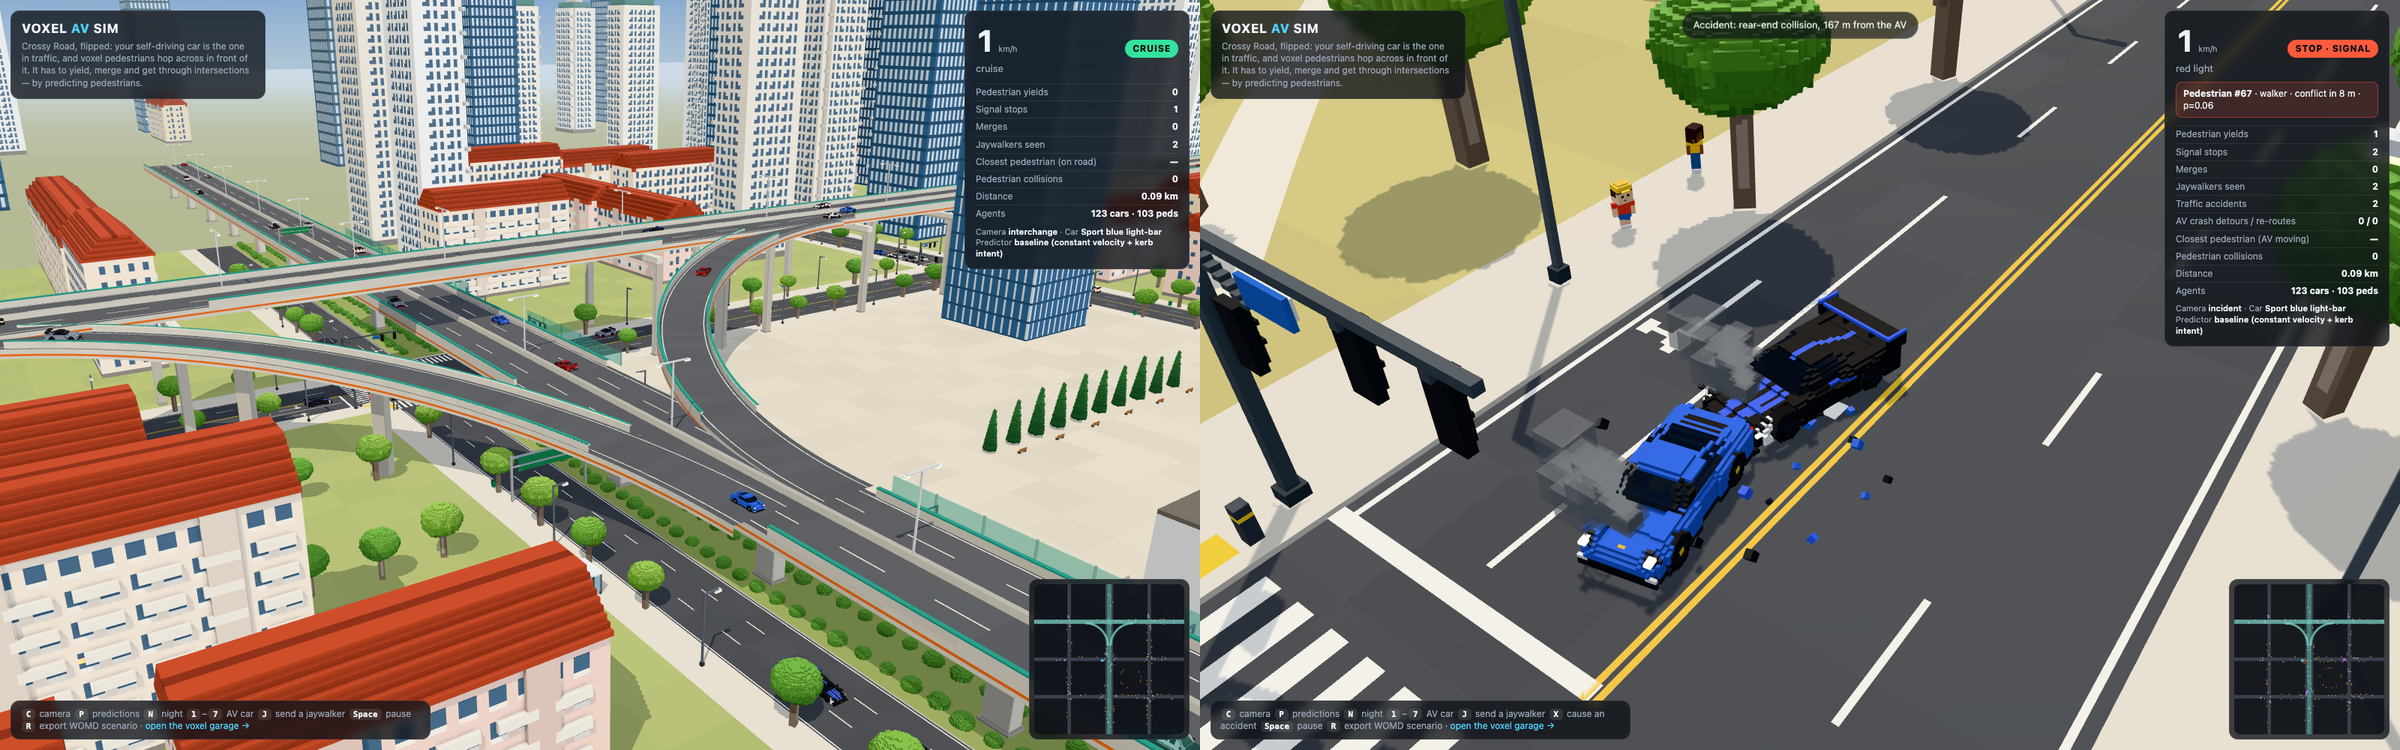 VOXEL AV SIM
Crossy Road, flipped: your self-driving car is the one
in traffic, and voxel pedestrians hop across in front of
it. It has to yield, merge and get through intersections
— by predicting pedestrians.
1 km/h
CRUISE
cruise
Pedestrian yields 0
Signal stops 1
Merges 0
Jaywalkers seen 2
Closest pedestrian (on road) —
Pedestrian collisions 0
Distance 0.09 km
Agents 123 cars · 103 peds
Camera interchange · Car Sport blue light-bar
Predictor baseline (constant velocity + kerb
intent)
C camera P predictions N night 1 – 7 AV car J send a jaywalker Space pause
R export WOMD scenario · open the voxel garage →
VOXEL AV SIM
Crossy Road, flipped: your self-driving car is the one
in traffic, and voxel pedestrians hop across in front of
it. It has to yield, merge and get through intersections
— by predicting pedestrians.
Accident: rear-end collision, 167 m from the AV
1 km/h
STOP · SIGNAL
red light
Pedestrian #67 · walker · conflict in 8 m ·
p=0.06
Pedestrian yields 1
Signal stops 2
Merges 0
Jaywalkers seen 2
Traffic accidents 2
AV crash detours / re-routes 0 / 0
Closest pedestrian (AV moving) —
Pedestrian collisions 0
Distance 0.09 km
Agents 123 cars · 103 peds
Camera incident · Car Sport blue light-bar
Predictor baseline (constant velocity + kerb
intent)
C camera P predictions N night 1 – 7 AV car J send a jaywalker X cause an
accident Space pause R export WOMD scenario · open the voxel garage →